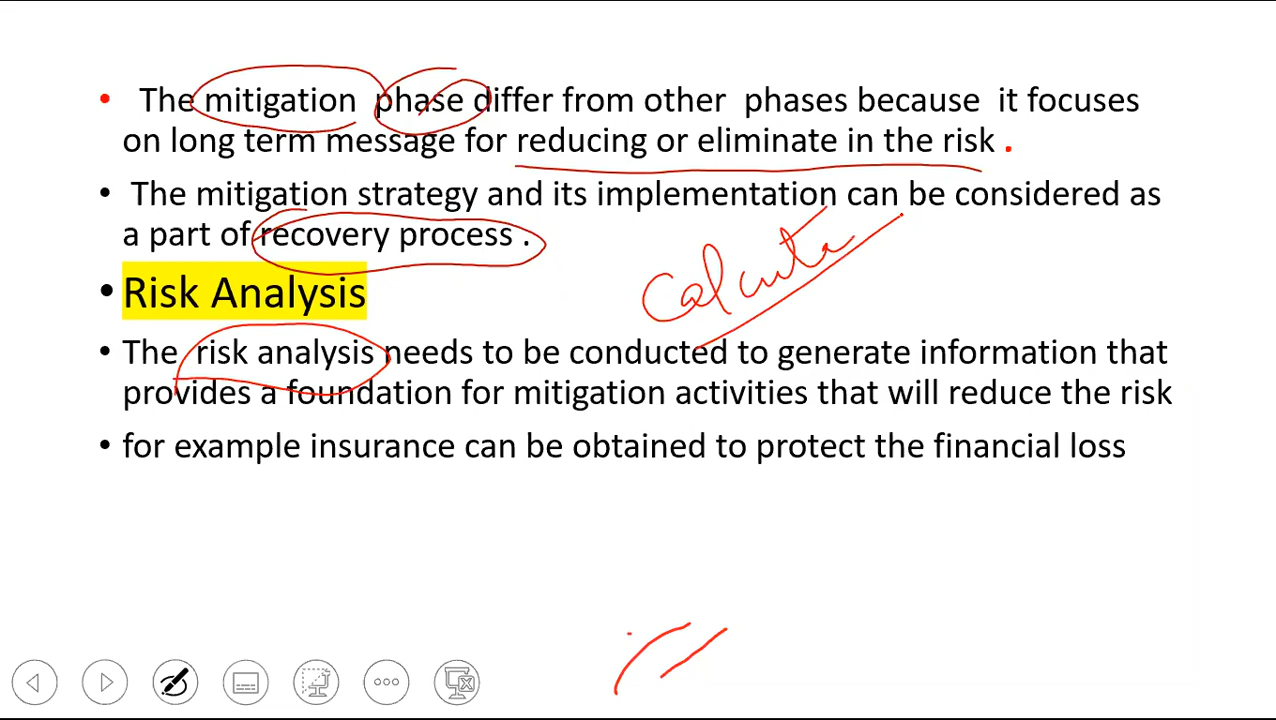 • The mitigation phase differ from other phases because it focuses
on long term message for reducing or eliminate in the risk .
• The mitigation strategy and its implementation can be considered as
a part of recovery process .
• Risk Analysis
• The risk analysis needs to be conducted to generate information that
provides a foundation for mitigation activities that will reduce the risk
• for example insurance can be obtained to protect the financial loss